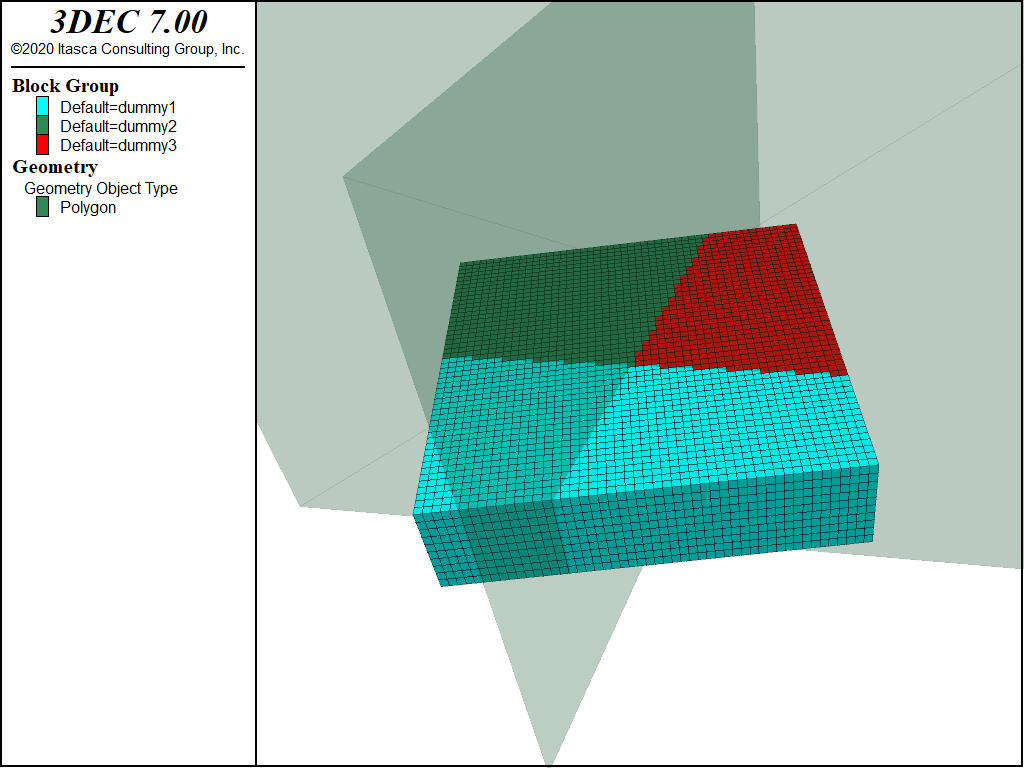 3DEC 7.00
©2020 Itasca Consulting Group, Inc.
Block Group
Default=dummy1
Default=dummy2
Default=dummy3
Geometry
Geometry Object Type
Polygon